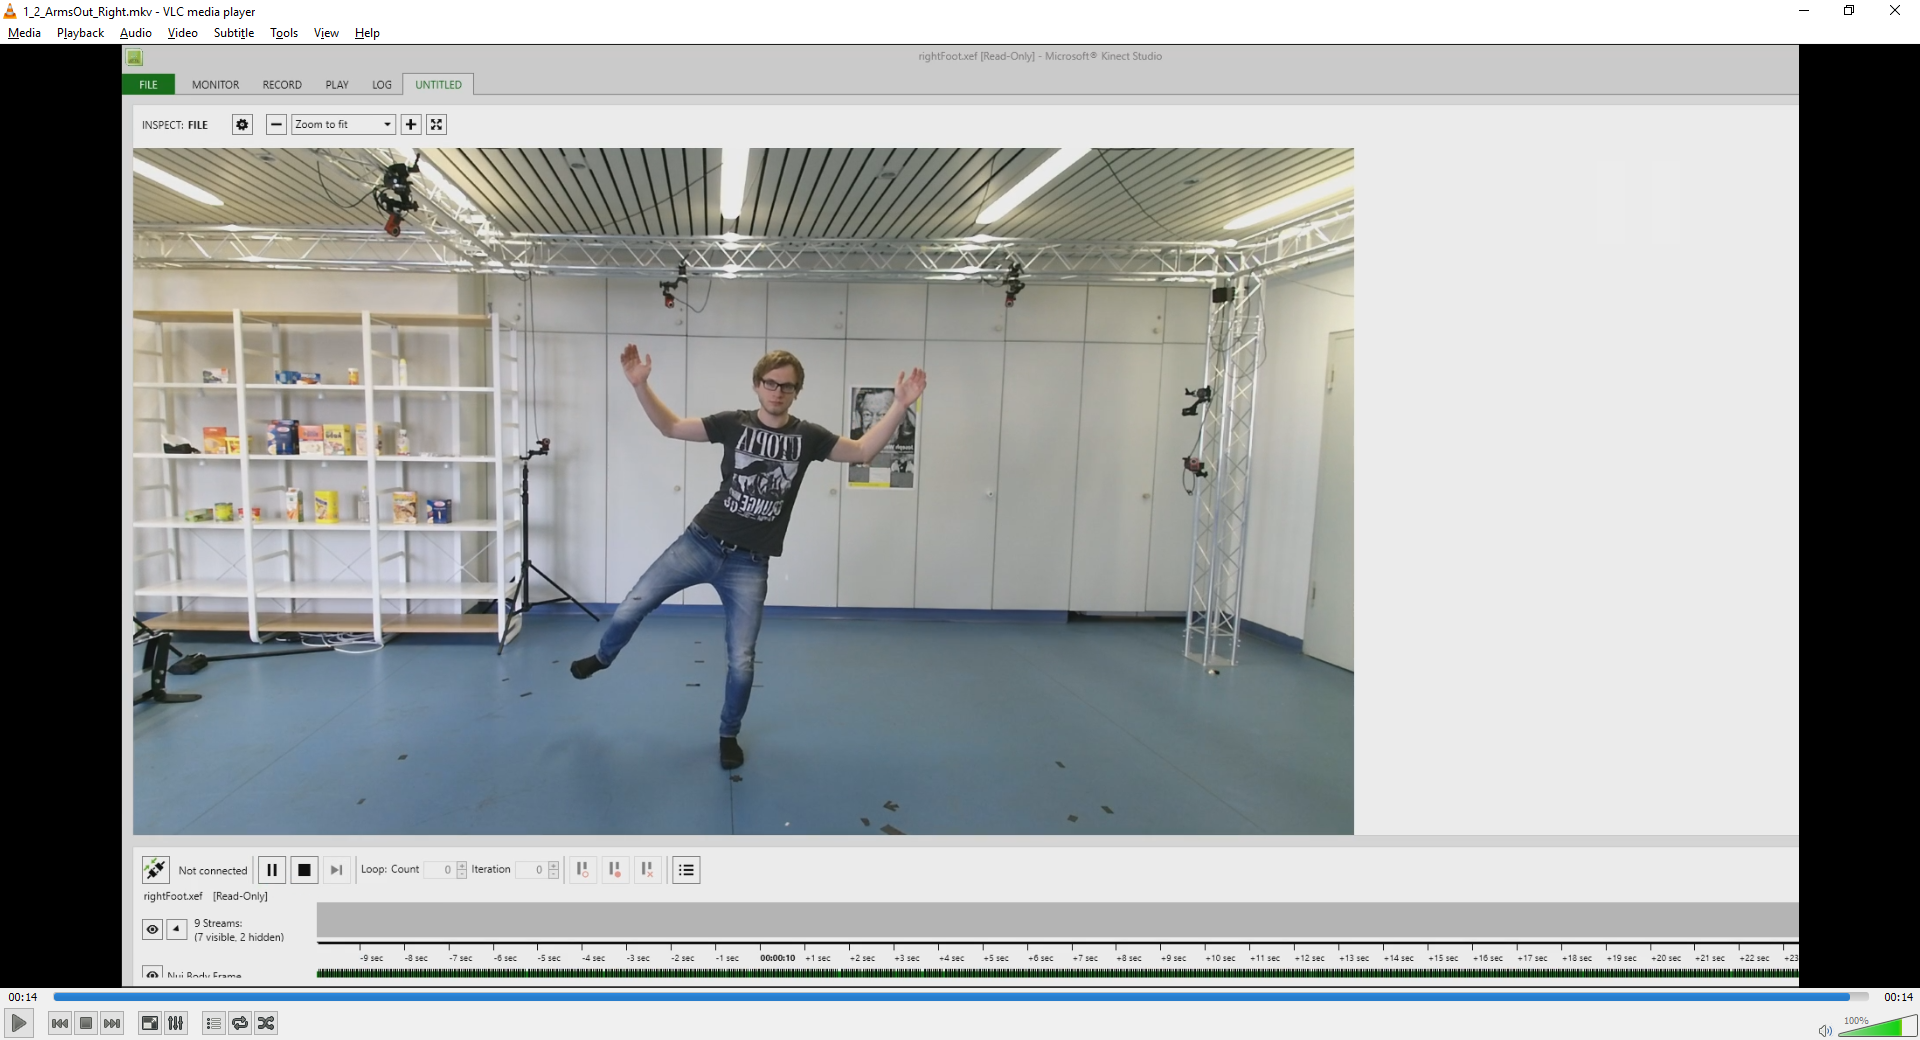 1_2_ArmsOut_Right.mkv - VLC media player
Media Playback Audio Video Subtitle Tools View Help
rightFoot.xef [Read-Only] - Microsoft® Kinect Studio
FILE MONITOR RECORD PLAY LOG UNTITLED
INSPECT: FILE Zoom to fit
UTOPIA
Not connected Loop: Count 0 Iteration 0
rightFoot.xef [Read-Only]
9 Streams:
(7 visible, 2 hidden)
-9 sec -8 sec -7 sec -6 sec -5 sec -4 sec -3 sec -2 sec -1 sec 00:00:10 +1 sec +2 sec +3 sec +4 sec +5 sec +6 sec +7 sec +8 sec +9 sec +10 sec +11 sec +12 sec +13 sec +14 sec +15 sec +16 sec +17 sec +18 sec +19 sec +20 sec +21 sec +22 sec +23
Nui Body Frame
00:14 00:14
100%